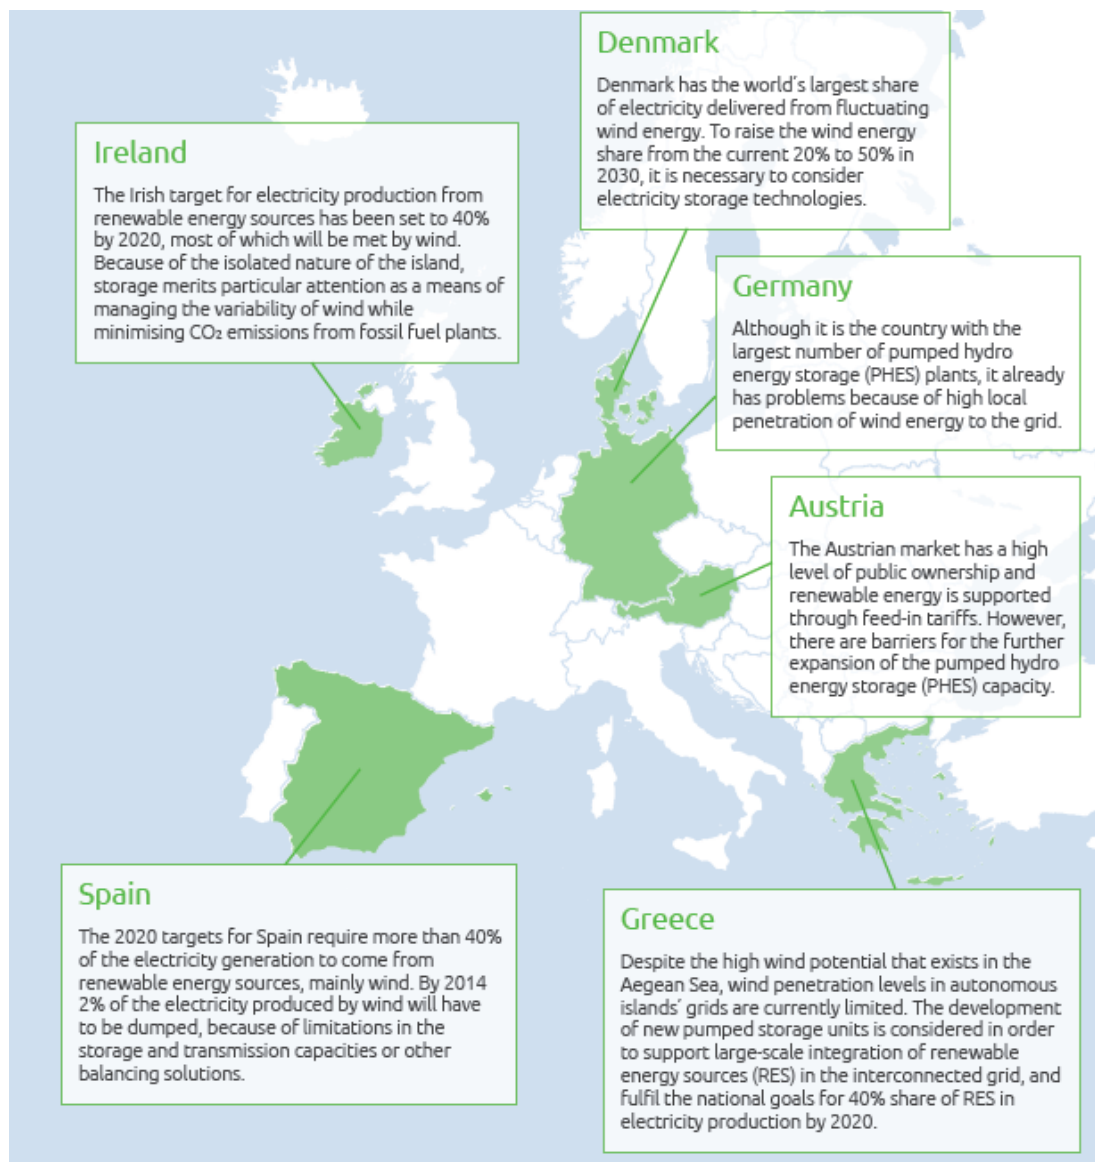 Denmark
Denmark has the world´s largest share
of electricity delivered from fluctuating
wind energy. To raise the wind energy
share from the current 20% to 50% in
2030, it is necessary to consider
electricity storage technologies.
Ireland
The Irish target for electricity production from
renewable energy sources has been set to 40%
by 2020, most of which will be met by wind.
Because of the isolated nature of the island,
storage merits particular attention as a means of
managing the variability of wind while
minimising CO₂ emissions from fossil fuel plants.
Germany
Although it is the country with the
largest number of pumped hydro
energy storage (PHES) plants, it already
has problems because of high local
penetration of wind energy to the grid.
Austria
The Austrian market has a high
level of public ownership and
renewable energy is supported
through feed-in tariffs. However,
there are barriers for the further
expansion of the pumped hydro
energy storage (PHES) capacity.
Spain
The 2020 targets for Spain require more than 40%
of the electricity generation to come from
renewable energy sources, mainly wind. By 2014
2% of the electricity produced by wind will have
to be dumped, because of limitations in the
storage and transmission capacities or other
balancing solutions.
Greece
Despite the high wind potential that exists in the
Aegean Sea, wind penetration levels in autonomous
islands´ grids are currently limited. The development
of new pumped storage units is considered in order
to support large-scale integration of renewable
energy sources (RES) in the interconnected grid, and
fulfil the national goals for 40% share of RES in
electricity production by 2020.